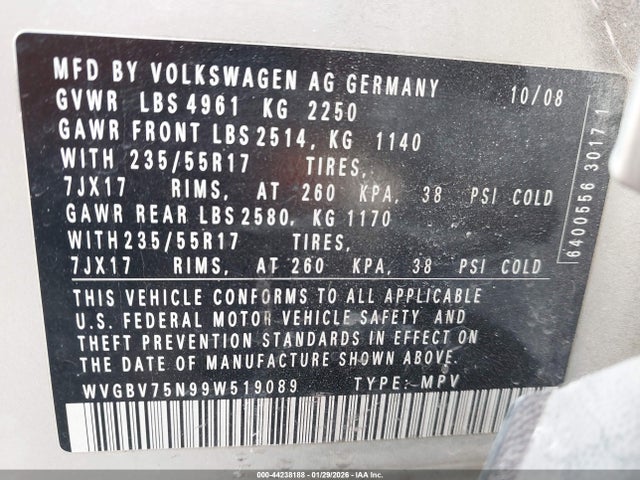 MFD BY VOLKSWAGEN AG GERMANY 10/08
GVWR LBS 4961 KG 2250
GAWR FRONT LBS 2514, KG 1140
WITH 235/55R17 TIRES,
7JX17 RIMS, AT 260 KPA, 38 PSI COLD
GAWR REAR LBS 2580, KG 1170
WITH 235/55R17 TIRES,
7JX17 RIMS, AT 260 KPA, 38 PSI COLD
THIS VEHICLE CONFORMS TO ALL APPLICABLE
U.S. FEDERAL MOTOR VEHICLE SAFETY AND
THEFT PREVENTION STANDARDS IN EFFECT ON
THE DATE OF MANUFACTURE SHOWN ABOVE.
WVGBV75N99W519089 TYPE: MPV
6400556 3017 1
000-44238188 - 01/29/2026 - IAA Inc.